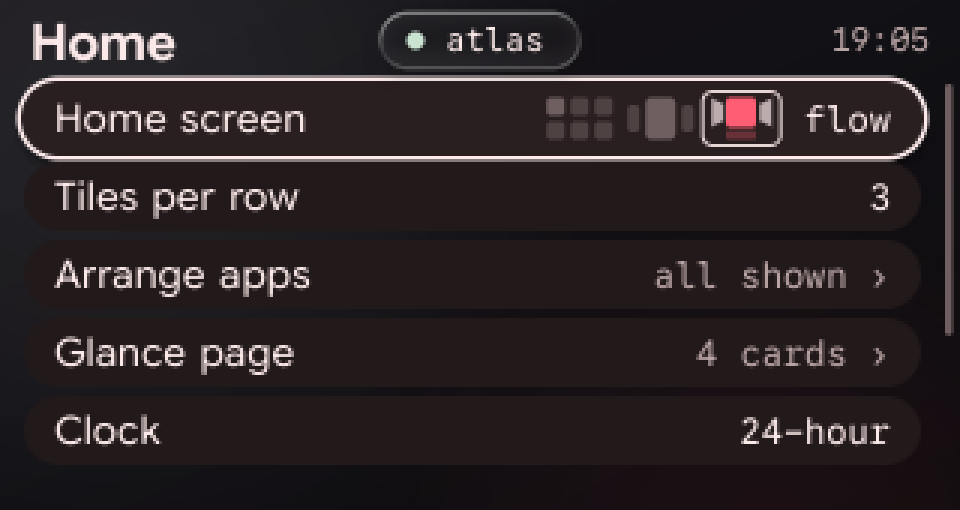 Home
atlas
19:05
Home screen flow
Tiles per row 3
Arrange apps all shown ›
Glance page 4 cards ›
Clock 24-hour